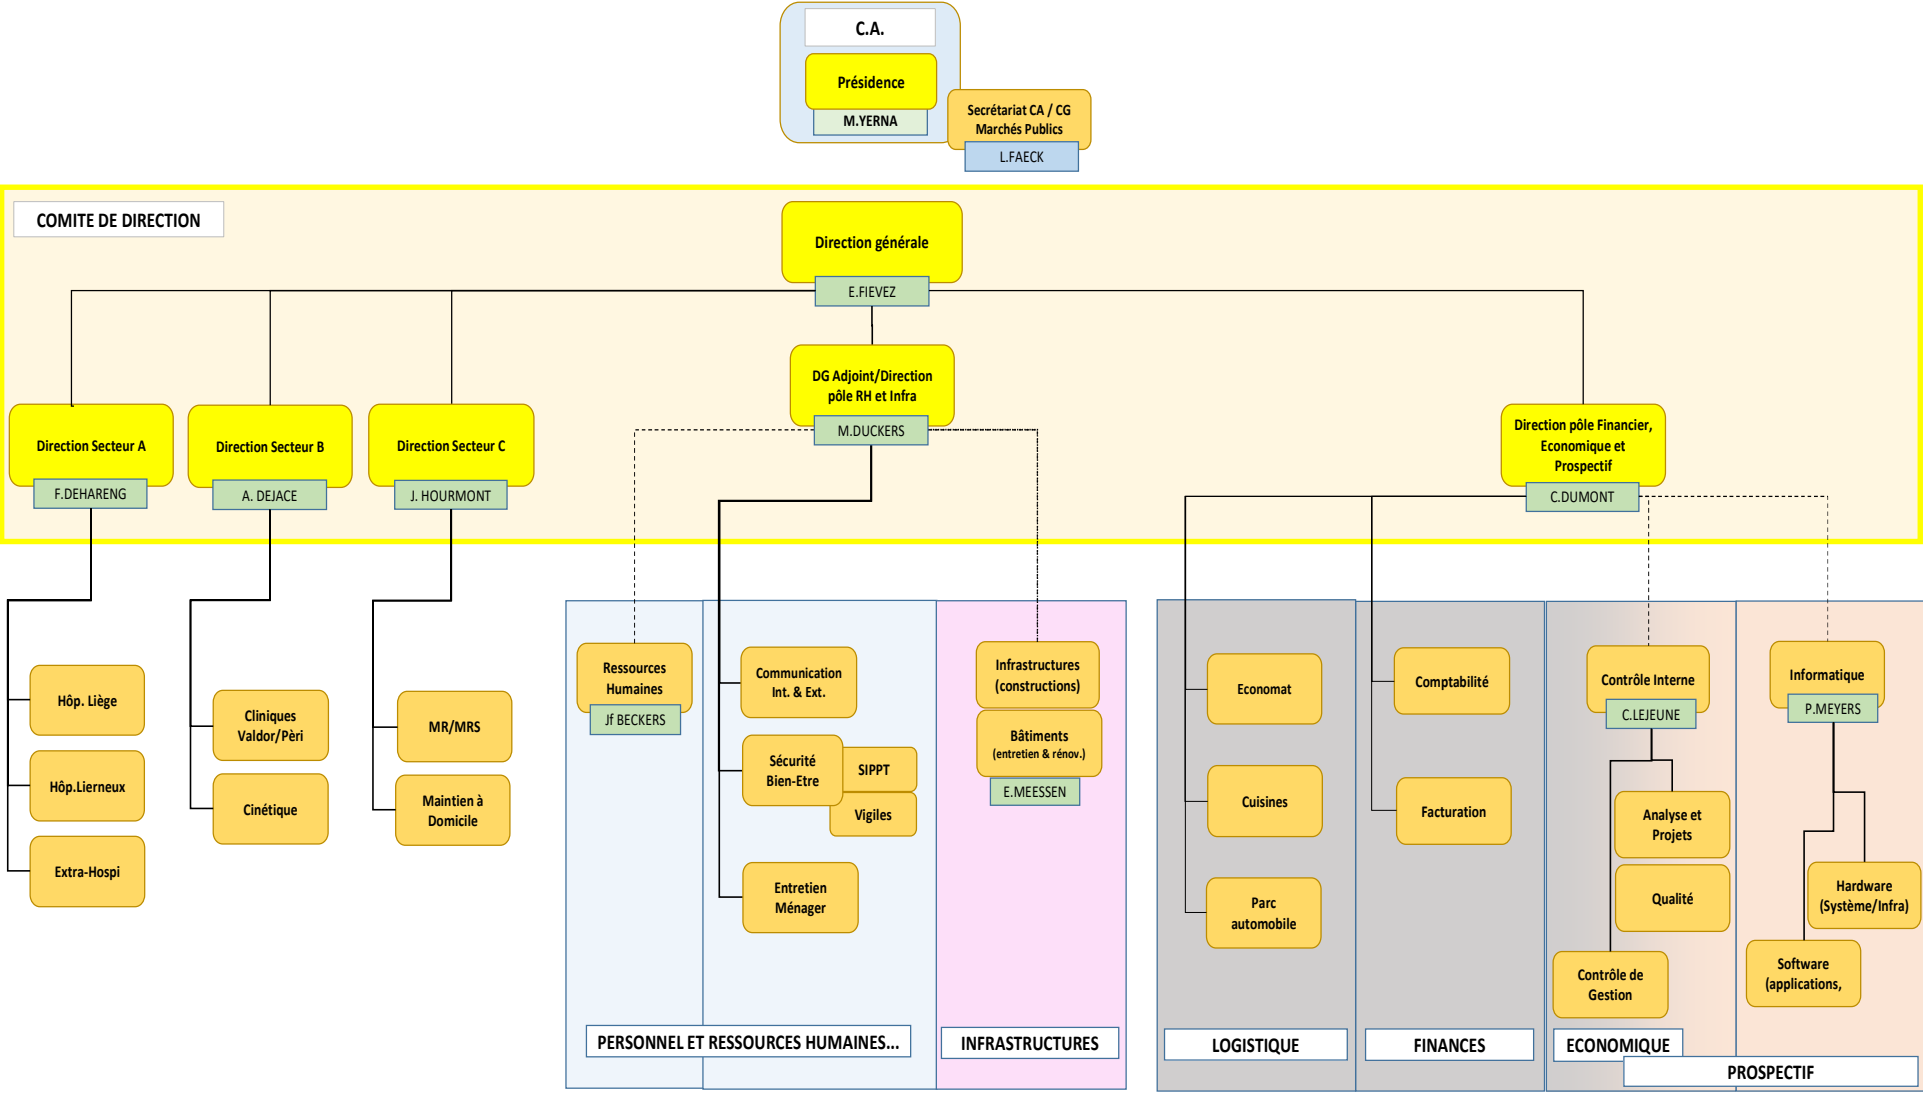 C.A.
Présidence
M.YERNA
Secrétariat CA / CG
Marchés Publics
L.FAECK
COMITE DE DIRECTION
Direction générale
E.FIEVEZ
DG Adjoint/Direction
pôle RH et Infra
M.DUCKERS
Direction Secteur A
F.DEHARENG
Direction Secteur B
A. DEJACE
Direction Secteur C
J. HOURMONT
Direction pôle Financier,
Economique et
Prospectif
C.DUMONT
Hôp. Liège
Hôp.Lierneux
Extra-Hospi
Cliniques
Valdor/Pèri
Cinétique
MR/MRS
Maintien à
Domicile
Ressources
Humaines
Jf BECKERS
Communication
Int. & Ext.
Sécurité
Bien-Etre
SIPPT
Vigiles
Entretien
Ménager
PERSONNEL ET RESSOURCES HUMAINES...
Infrastructures
(constructions)
Bâtiments
(entretien & rénov.)
E.MEESSEN
INFRASTRUCTURES
Economat
Cuisines
Parc
automobile
LOGISTIQUE
Comptabilité
Facturation
FINANCES
Contrôle Interne
C.LEJEUNE
Analyse et
Projets
Qualité
Contrôle de
Gestion
ECONOMIQUE
Informatique
P.MEYERS
Hardware
(Système/Infra)
Software
(applications,
PROSPECTIF